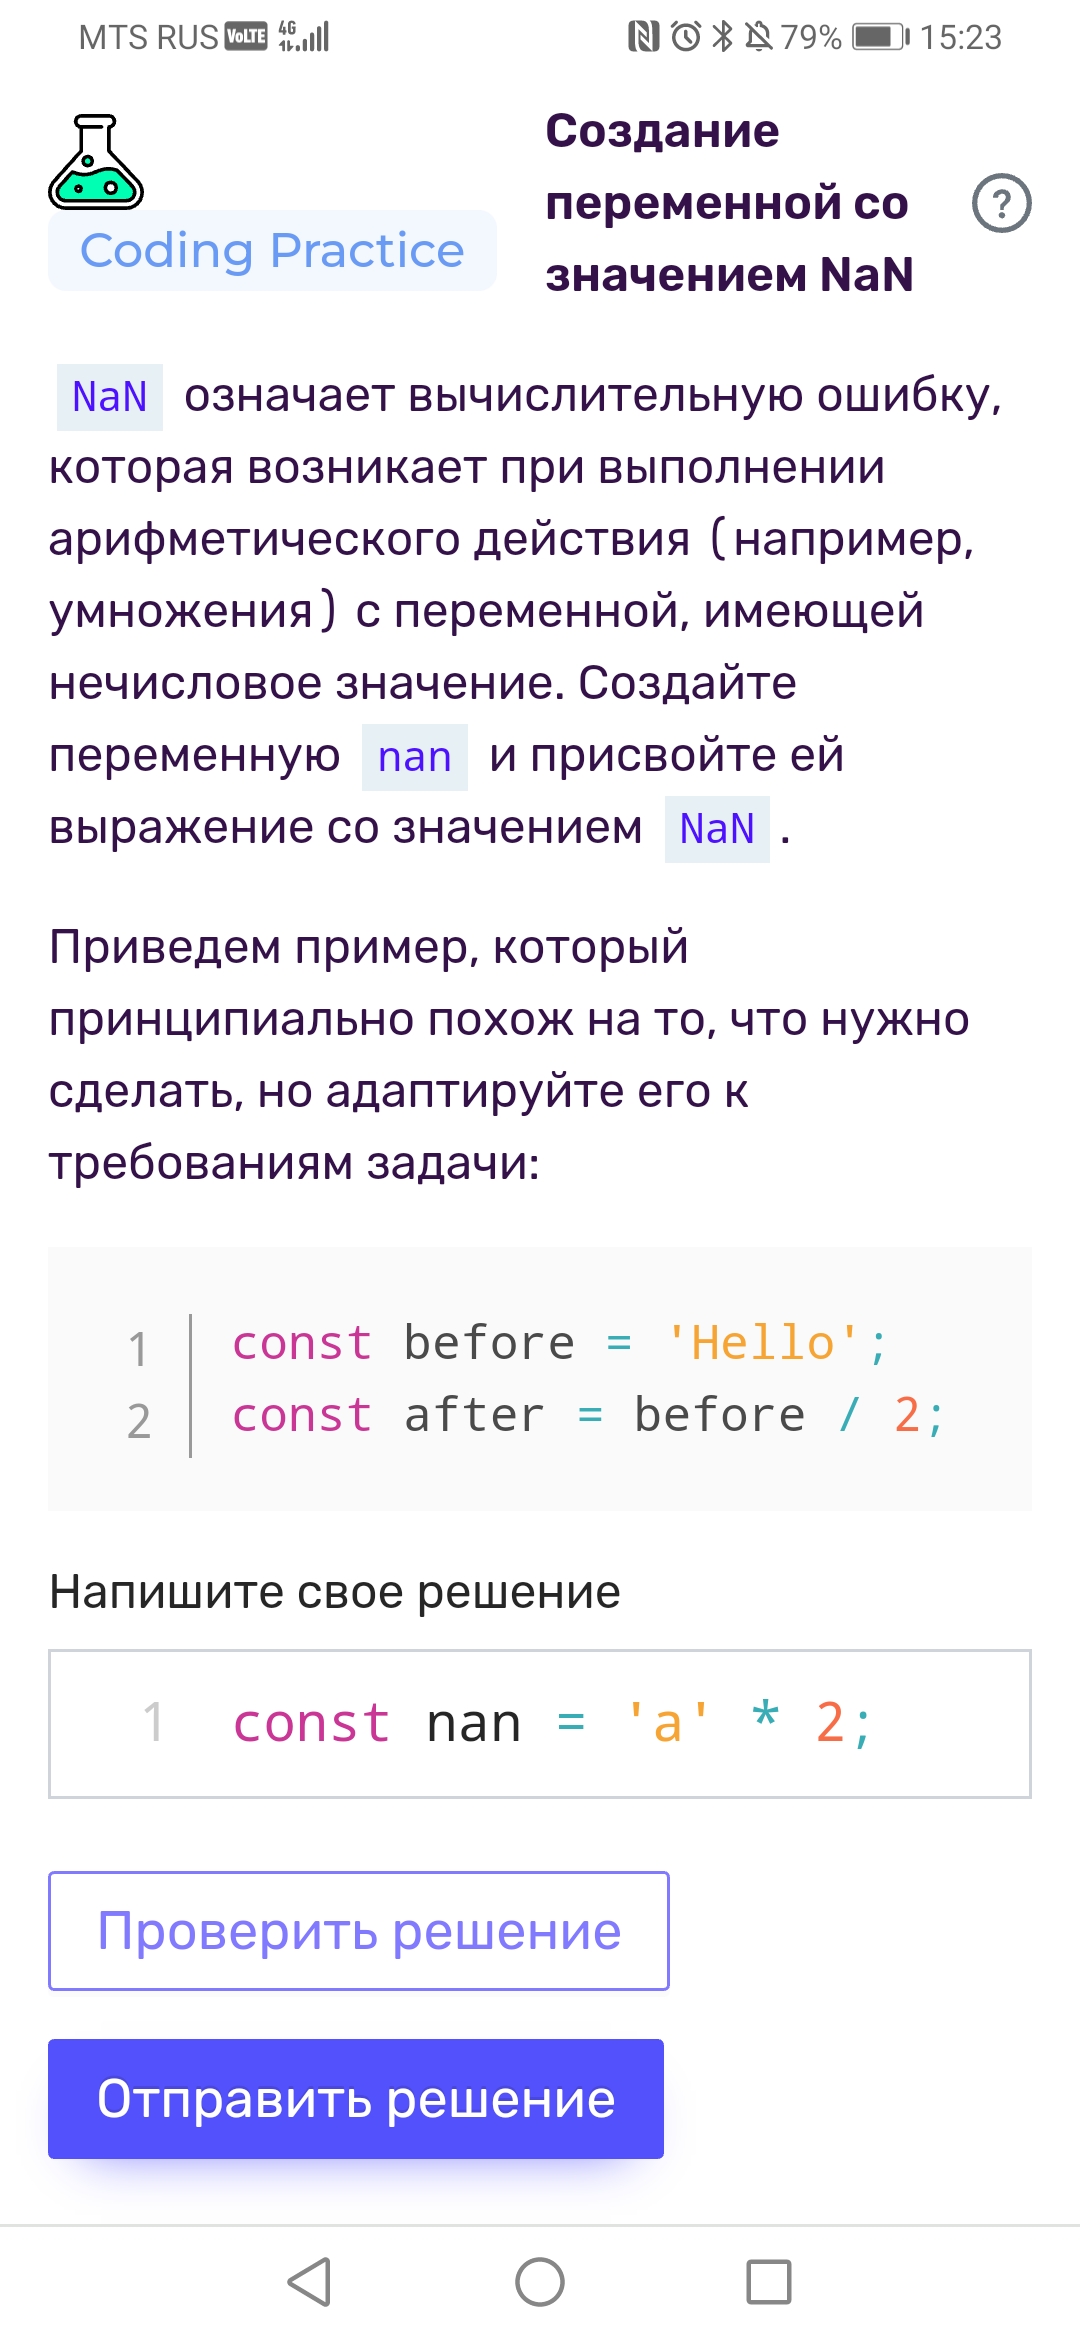 MTS RUS VoLTE 4G 79% 15:23
Coding Practice
Создание
переменной со
значением NaN
?
NaN означает вычислительную ошибку,
которая возникает при выполнении
арифметического действия (например,
умножения) с переменной, имеющей
нечисловое значение. Создайте
переменную nan и присвойте ей
выражение со значением NaN .
Приведем пример, который
принципиально похож на то, что нужно
сделать, но адаптируйте его к
требованиям задачи:
1 const before = 'Hello';
2 const after = before / 2;
Напишите свое решение
1 const nan = 'a' * 2;
Проверить решение
Отправить решение